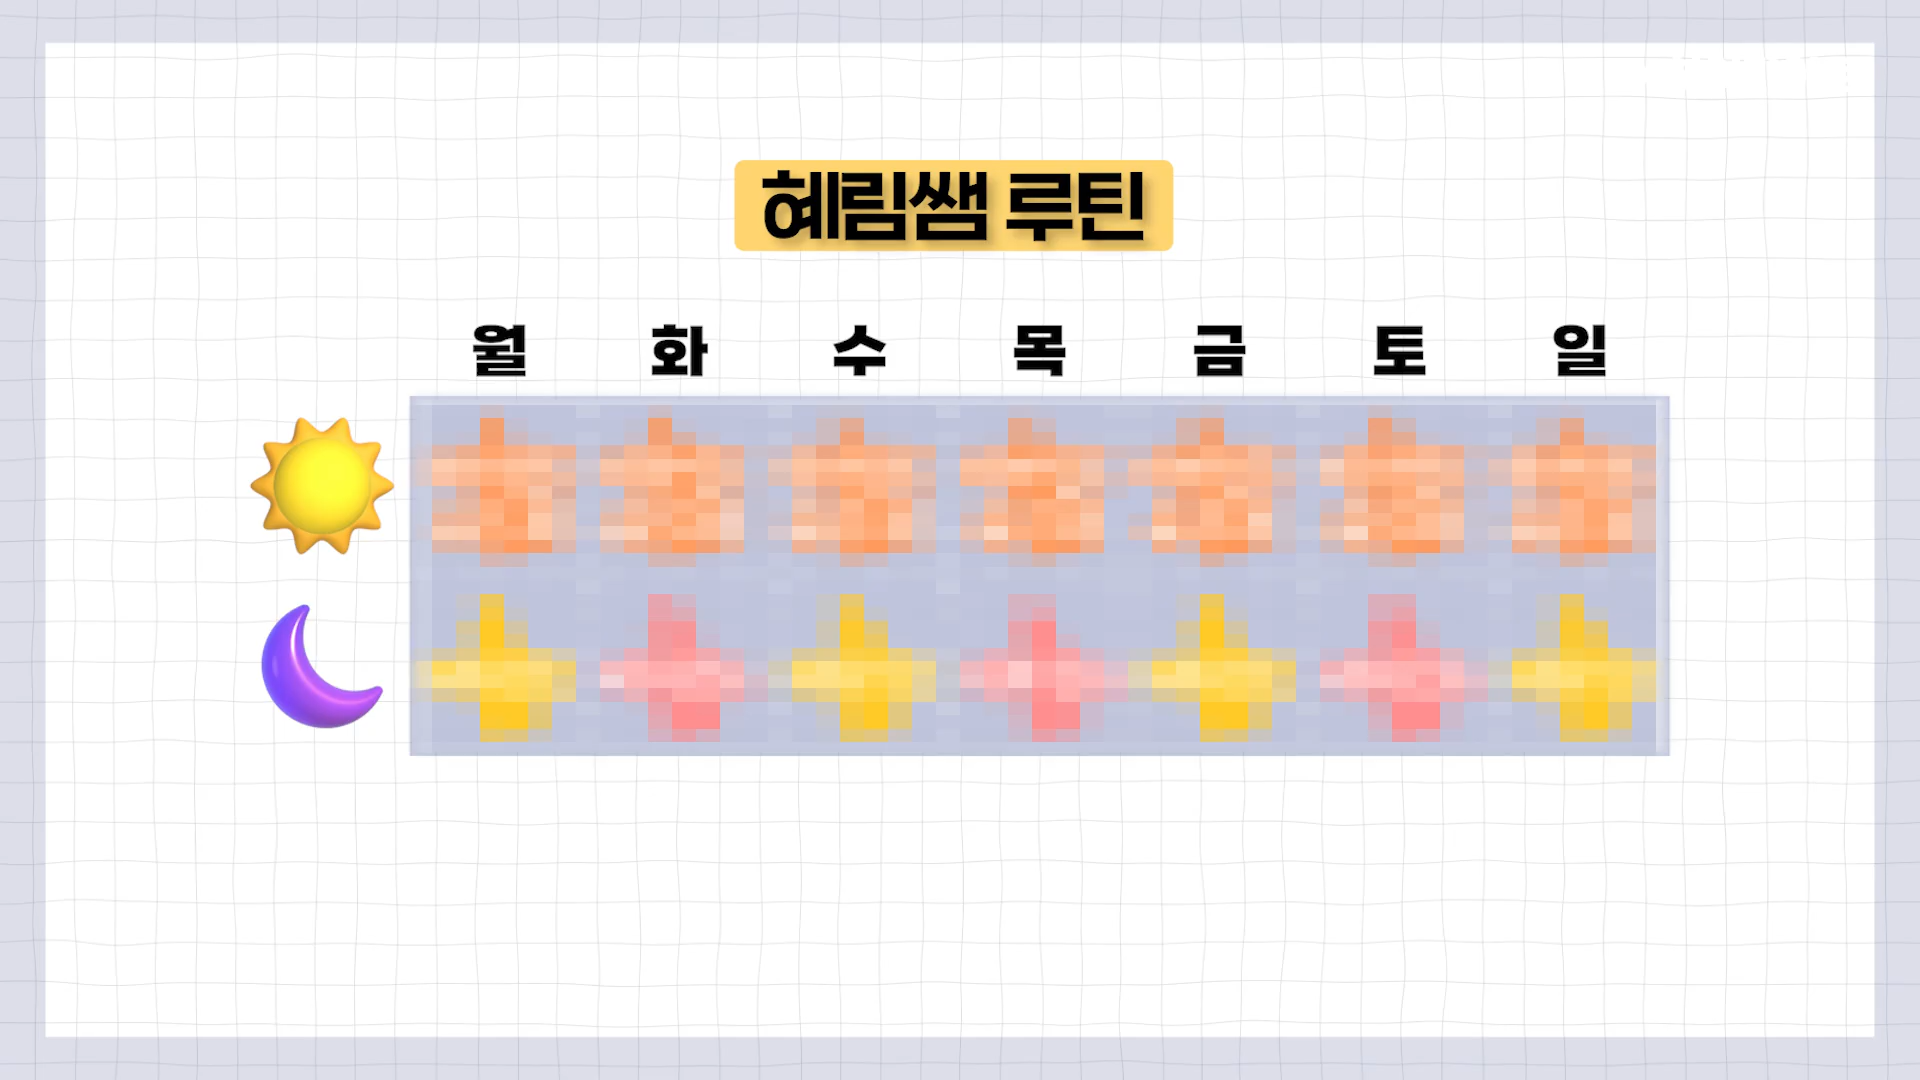 혜림쌤 루틴
월 화 수 목 금 토 일